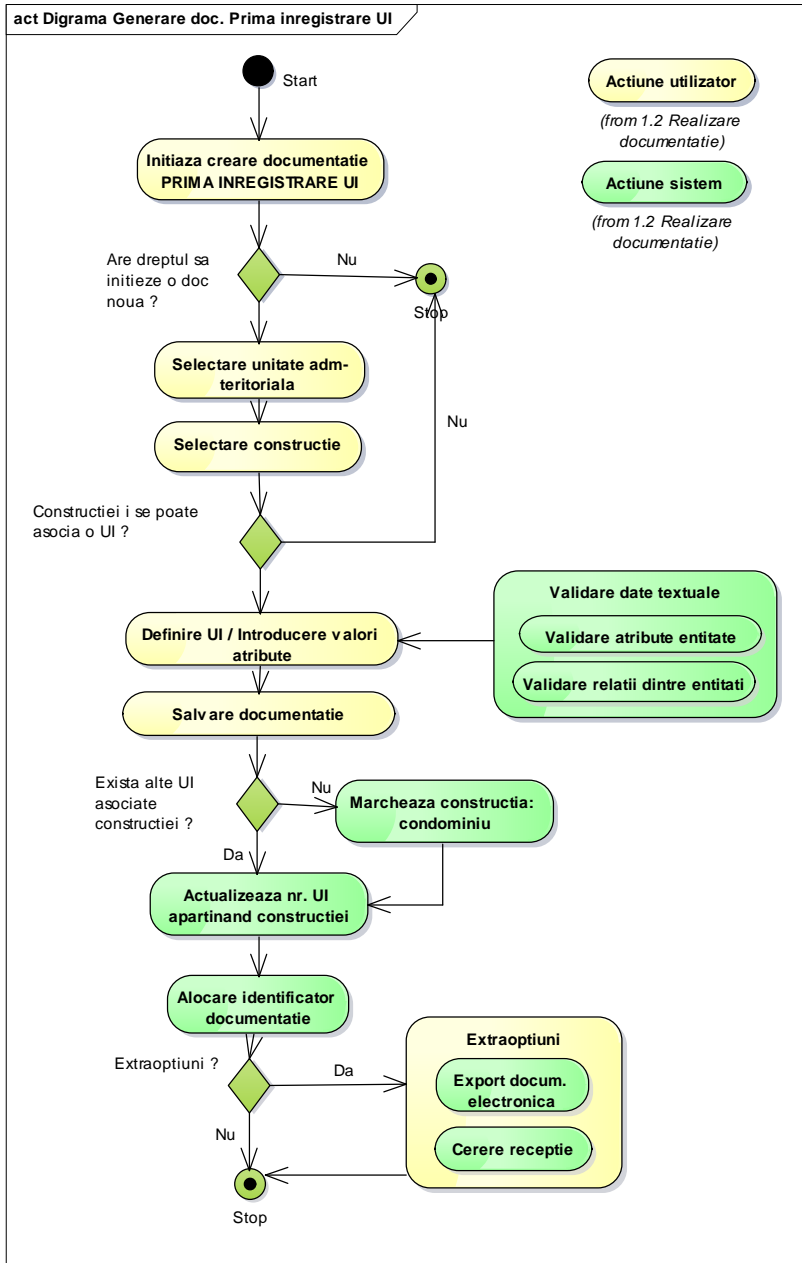 act Digrama Generare doc. Prima inregistrare UI
Start
Actiune utilizator
(from 1.2 Realizare
documentatie)
Initiaza creare documentatie
PRIMA INREGISTRARE UI
Actiune sistem
(from 1.2 Realizare
documentatie)
Are dreptul sa
initieze o doc
noua ?
Nu
Stop
Selectare unitate adm-
teritoriala
Nu
Selectare constructie
Constructiei i se poate
asocia o UI ?
Validare date textuale
Validare atribute entitate
Validare relatii dintre entitati
Definire UI / Introducere valori
atribute
Salvare documentatie
Exista alte UI
asociate
constructiei ?
Nu
Marcheaza constructia:
condominiu
Da
Actualizeaza nr. UI
apartinand constructiei
Alocare identificator
documentatie
Extraoptiuni ?
Da
Extraoptiuni
Export docum.
electronica
Cerere receptie
Nu
Stop